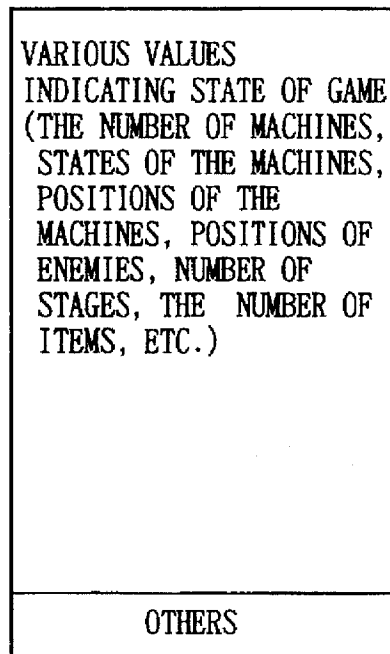 VARIOUS VALUES
INDICATING STATE OF GAME
(THE NUMBER OF MACHINES,
STATES OF THE MACHINES,
POSITIONS OF THE
MACHINES, POSITIONS OF
ENEMIES, NUMBER OF
STAGES, THE NUMBER OF
ITEMS, ETC.)
OTHERS